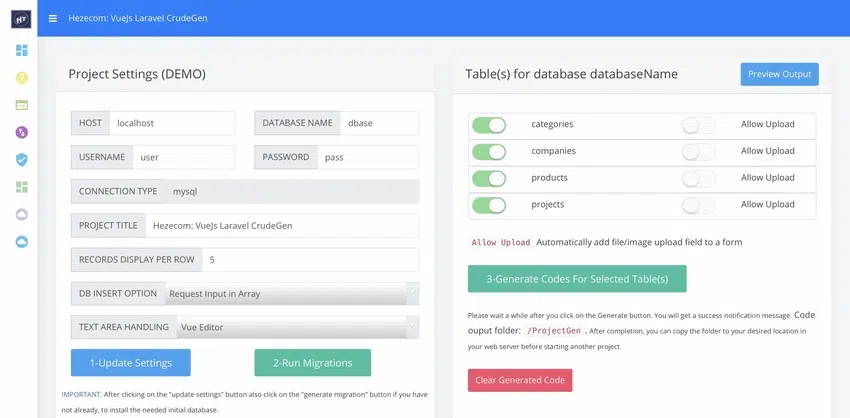 HT
Hezecom: VueJs Laravel CrudeGen
Project Settings (DEMO)
HOST localhost
DATABASE NAME dbase
USERNAME user
PASSWORD pass
CONNECTION TYPE mysql
PROJECT TITLE Hezecom: VueJs Laravel CrudeGen
RECORDS DISPLAY PER ROW 5
DB INSERT OPTION Request Input in Array
TEXT AREA HANDLING Vue Editor
1-Update Settings
2-Run Migrations
IMPORTANT: After clicking on the "update settings" button also click on the "generate migration" button if you have
not already, to install the needed initial database.
Table(s) for database databaseName
Preview Output
categories Allow Upload
companies Allow Upload
products Allow Upload
projects Allow Upload
Allow Upload Automatically add file/image upload field to a form
3-Generate Codes For Selected Table(s)
Please wait a while after you click on the Generate button. You will get a success notification message. Code
ouput folder: /ProjectGen . After completion, you can copy the folder to your desired location in
your web server before starting another project.
Clear Generated Code